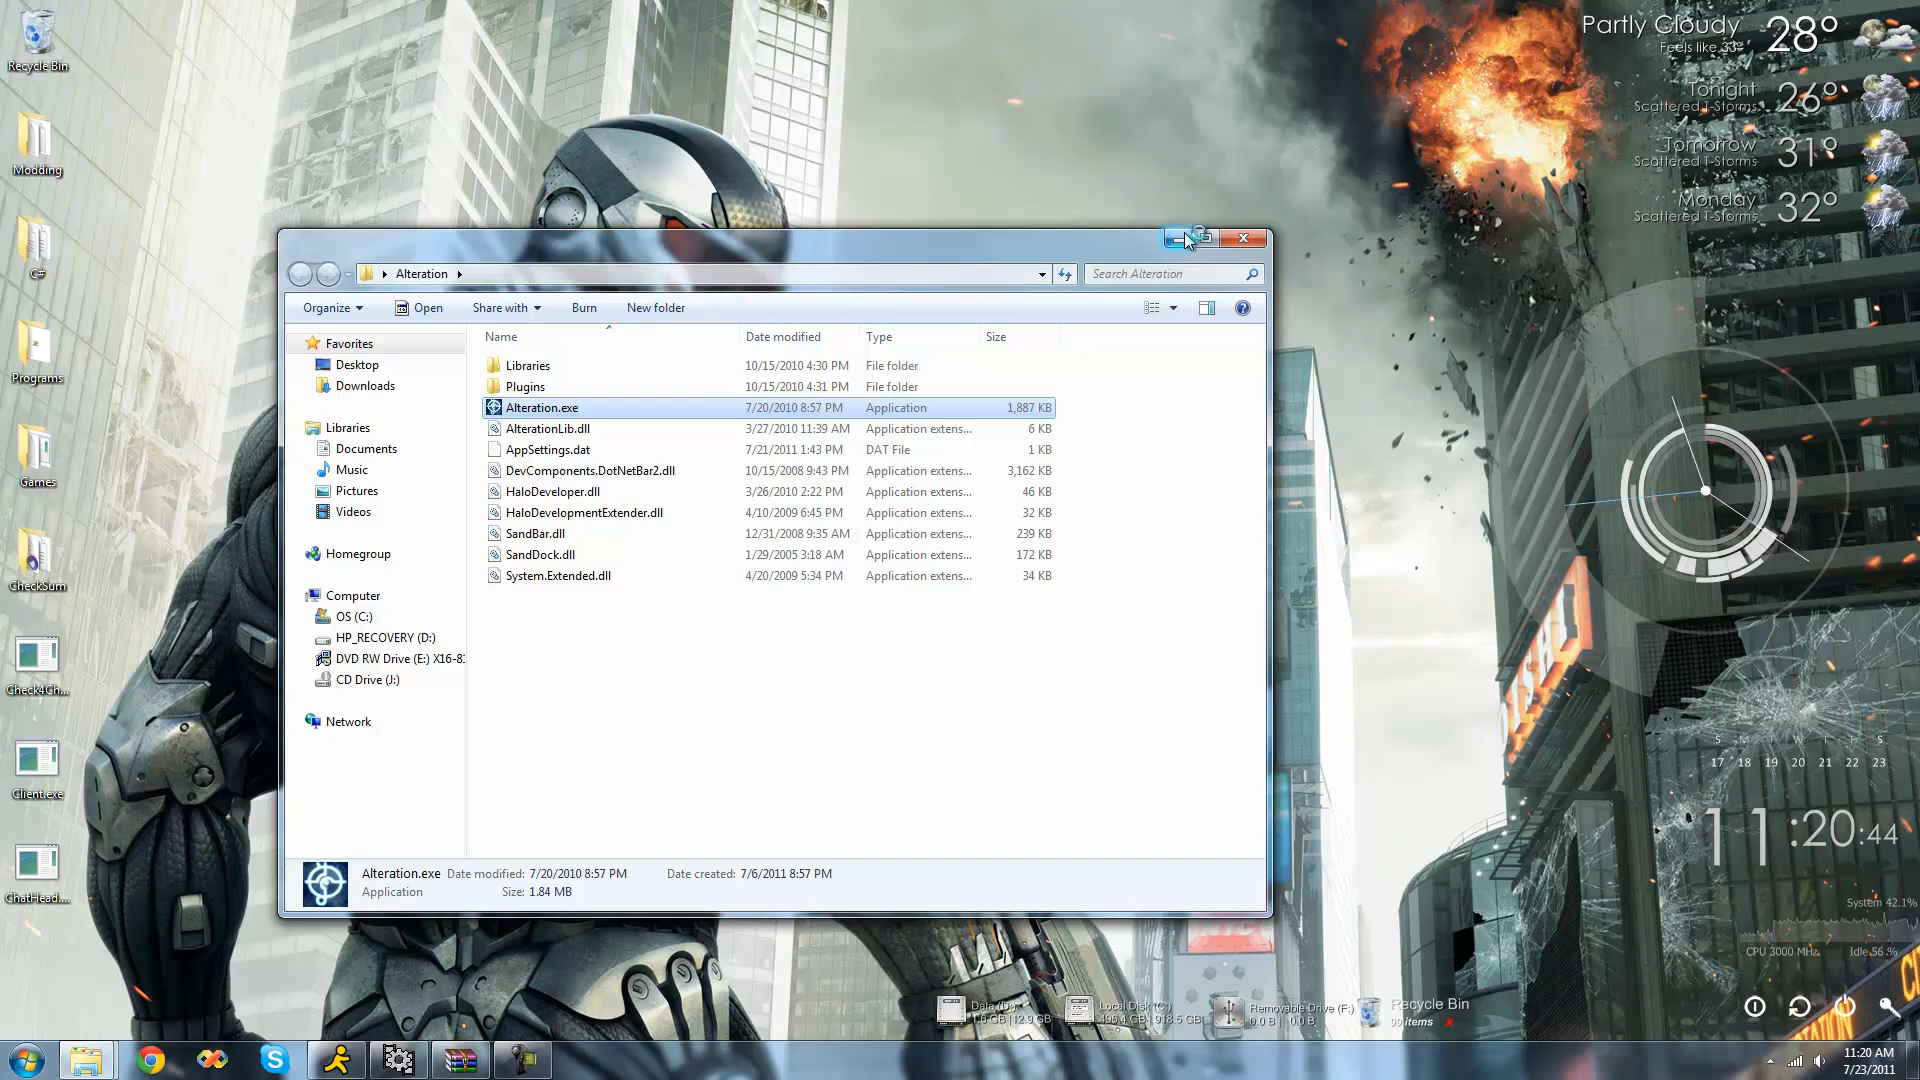 Recycle Bin
Modding
C#
Programs
Games
CheckSum
Check4Ch...
Client.exe
ChatHead....
Alteration
Search Alteration
Organize
Open
Share with
Burn
New folder
Favorites
Desktop
Downloads
Libraries
Documents
Music
Pictures
Videos
Homegroup
Computer
OS (C:)
HP_RECOVERY (D:)
DVD RW Drive (E:) X16-8
CD Drive (J:)
Network
Name Date modified Type Size
Libraries 10/15/2010 4:30 PM File folder
Plugins 10/15/2010 4:31 PM File folder
Alteration.exe 7/20/2010 8:57 PM Application 1,887 KB
AlterationLib.dll 3/27/2010 11:39 AM Application extens... 6 KB
AppSettings.dat 7/21/2011 1:43 PM DAT File 1 KB
DevComponents.DotNetBar2.dll 10/15/2008 9:43 PM Application extens... 3,162 KB
HaloDeveloper.dll 3/26/2010 2:22 PM Application extens... 46 KB
HaloDevelopmentExtender.dll 4/10/2009 6:45 PM Application extens... 32 KB
SandBar.dll 12/31/2008 9:35 AM Application extens... 239 KB
SandDock.dll 1/29/2005 3:18 AM Application extens... 172 KB
System.Extended.dll 4/20/2009 5:34 PM Application extens... 34 KB
Alteration.exe Date modified: 7/20/2010 8:57 PM Date created: 7/6/2011 8:57 PM
Application Size: 1.84 MB
Partly Cloudy 28°
Feels like 33°
Tonight 26°
Scattered T-Storms
Tomorrow 31°
Scattered T-Storms
Monday 32°
Scattered T-Storms
S M T W T F S
17 18 19 20 21 22 23
11:20:44
System 42.1%
CPU 3000 MHz Idle 56 %
Data (D:)
1.6 GB | 12.9 GB
Local Disk (C:)
496.4 GB | 918.5 GB
Removable Drive (F:)
0.0 B | 0.0 B
Recycle Bin
99 items x
11:20 AM
7/23/2011